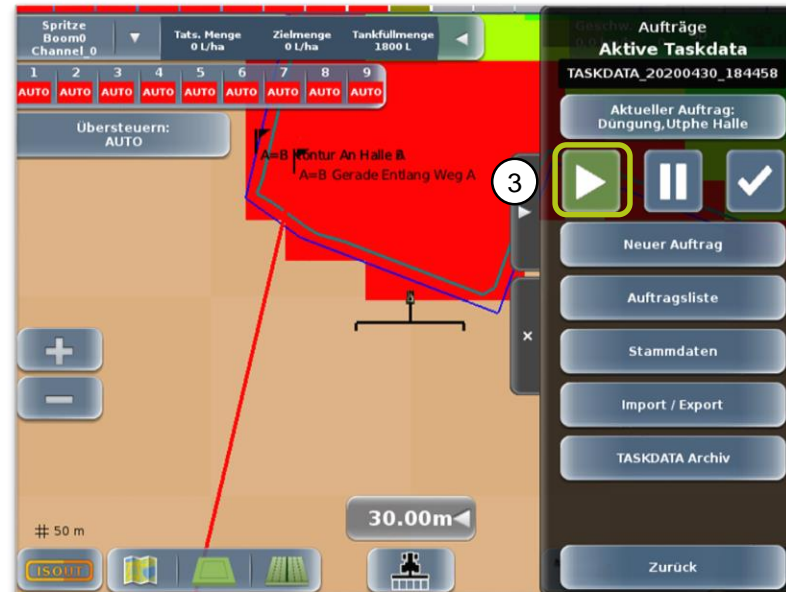 Spritze
Boom0
Channel_0
Tats. Menge
0 L/ha
Zielmenge
0 L/ha
Tankfüllmenge
1800 L
1 2 3 4 5 6 7 8 9
AUTO AUTO AUTO AUTO AUTO AUTO AUTO AUTO AUTO
Übersteuern:
AUTO
A=B Kontur An Halle
A=B Gerade Entlang Weg A
3
Aufträge
Aktive Taskdata
TASKDATA_20200430_184458
Aktueller Auftrag:
Düngung,Utphe Halle
Neuer Auftrag
Auftragsliste
Stammdaten
Import / Export
TASKDATA Archiv
Zurück
×
+
−
50 m
30.00m
ISOUT